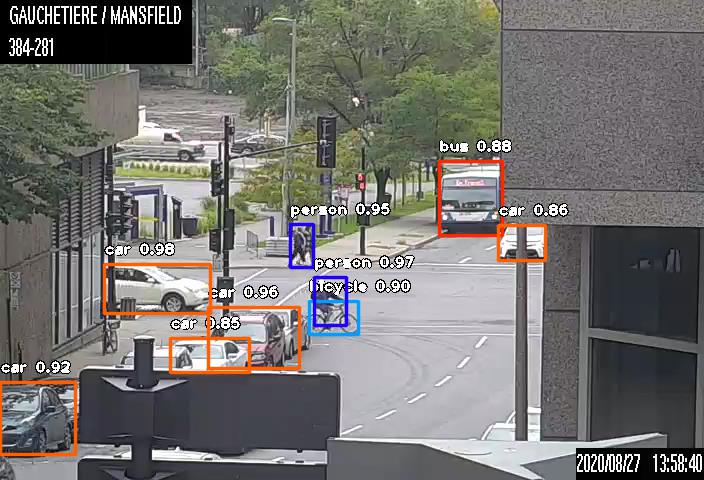 GAUCHETIERE / MANSFIELD
384-281
bus 0.88
person 0.95
car 0.86
car 0.98
person 0.97
bicycle 0.90
car 0.96
car 0.85
car 0.92
2020/08/27 13:58:40